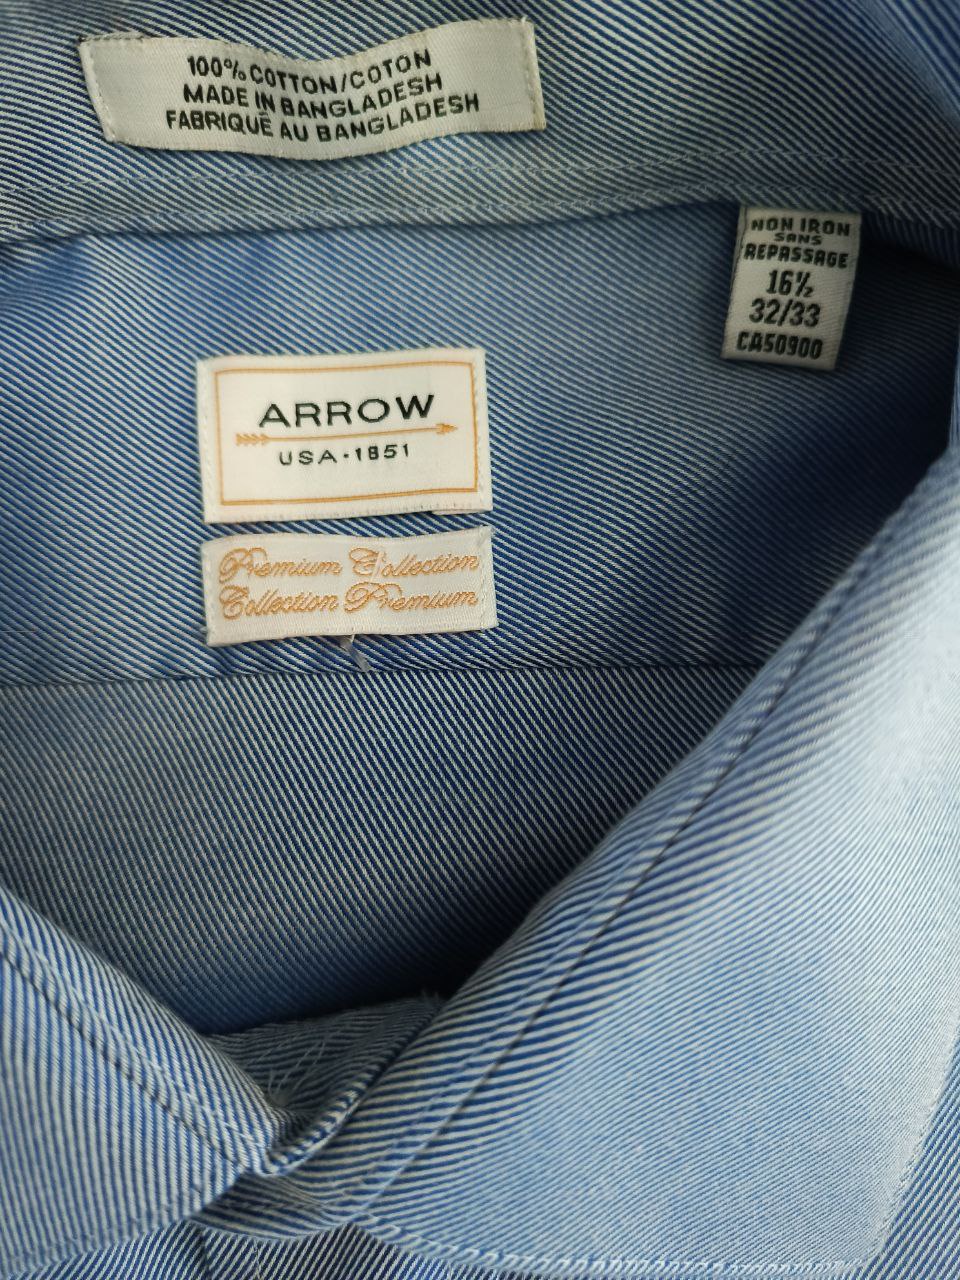 100% COTTON/COTON
MADE IN BANGLADESH
FABRIQUÉ AU BANGLADESH
NON IRON
SANS
REPASSAGE
16½
32/33
CA50900
ARROW
USA·1851
Premium Collection
Collection Premium